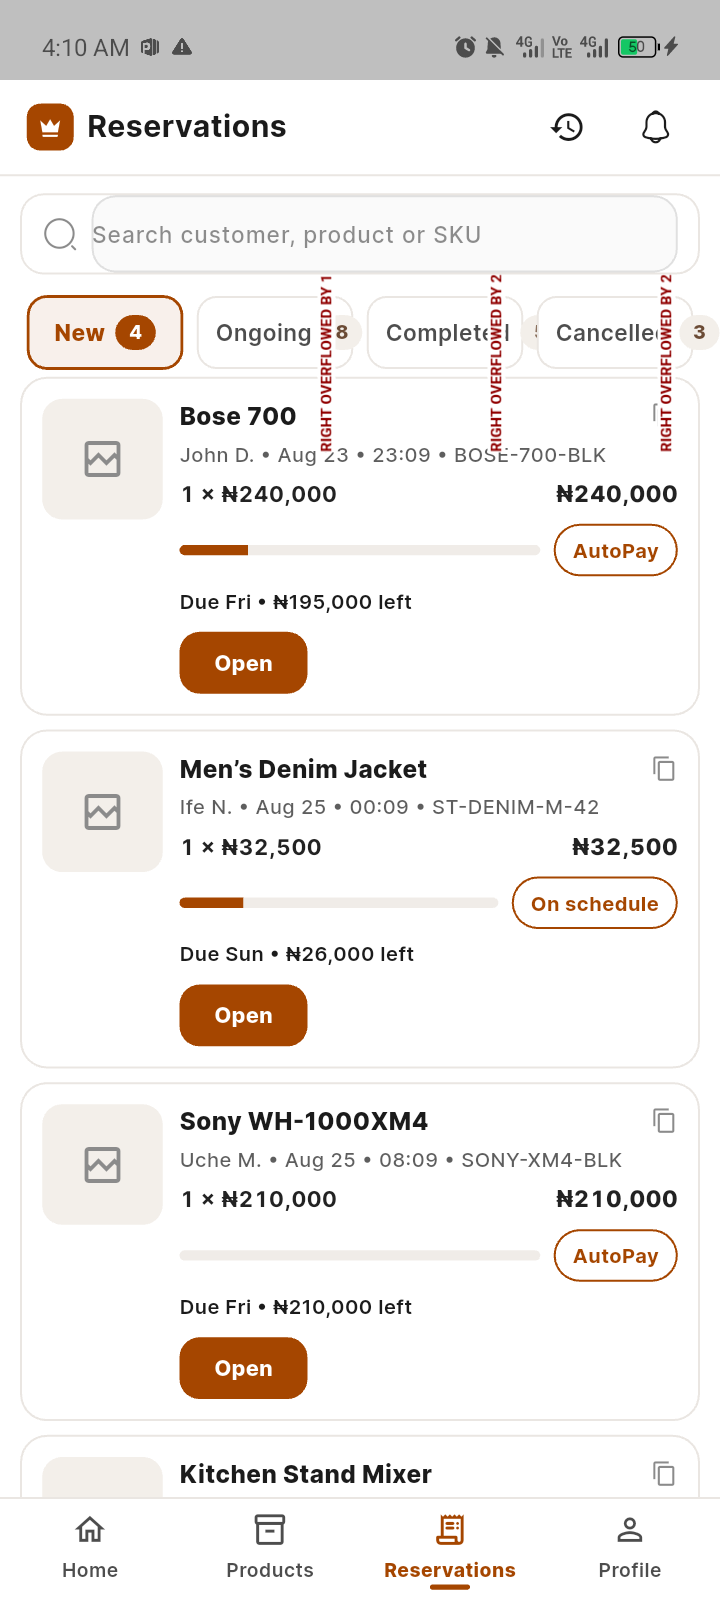 4:10 AM
4G
Vo
LTE
4G
50
Reservations
Search customer, product or SKU
New 4
Ongoing 8
Completed
Cancelled 3
RIGHT OVERFLOWED BY 1
RIGHT OVERFLOWED BY 2
RIGHT OVERFLOWED BY 2
Bose 700
John D. • Aug 23 • 23:09 • BOSE-700-BLK
1 × ₦240,000 ₦240,000
AutoPay
Due Fri • ₦195,000 left
Open
Men’s Denim Jacket
Ife N. • Aug 25 • 00:09 • ST-DENIM-M-42
1 × ₦32,500 ₦32,500
On schedule
Due Sun • ₦26,000 left
Open
Sony WH-1000XM4
Uche M. • Aug 25 • 08:09 • SONY-XM4-BLK
1 × ₦210,000 ₦210,000
AutoPay
Due Fri • ₦210,000 left
Open
Kitchen Stand Mixer
Home Products Reservations Profile